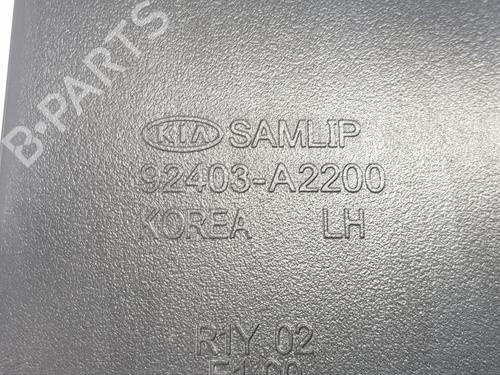 B-PARTS
KIA SAMLIP
92403-A2200
KOREA LH
R1Y 02